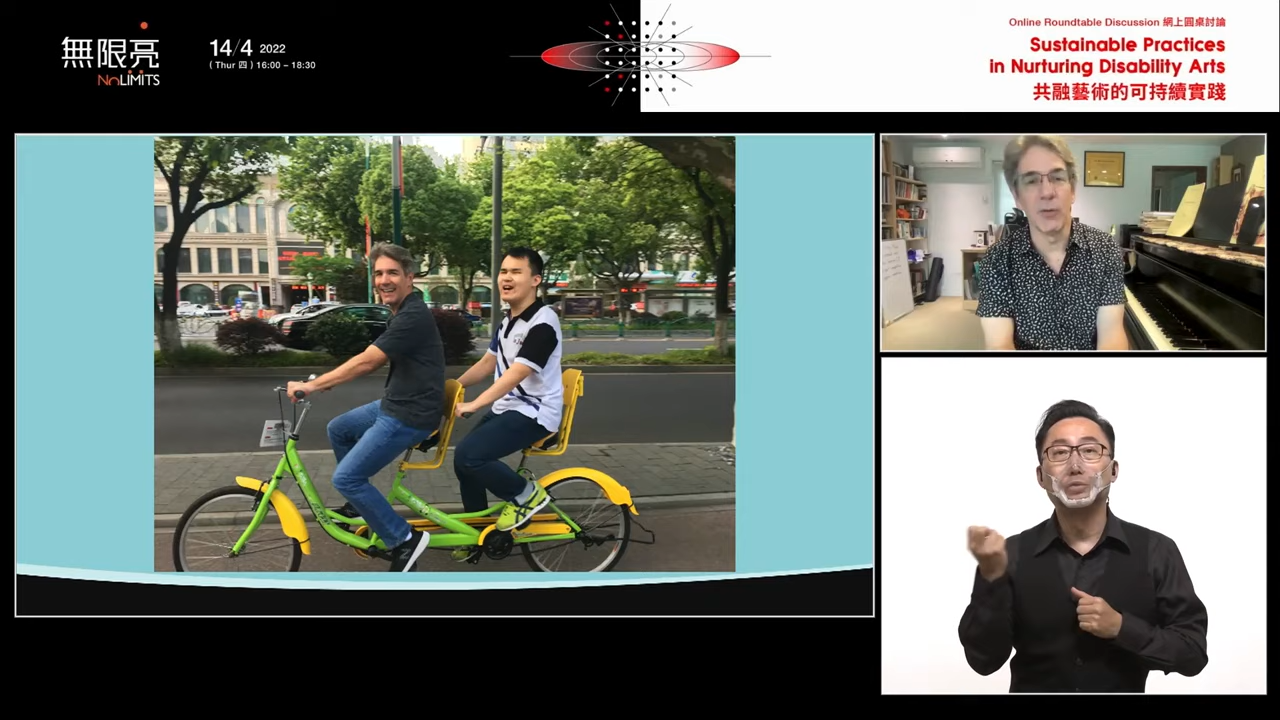 無限亮
NoLIMITS
14/4 2022
( Thur 四 ) 16:00 – 18:30
Online Roundtable Discussion 網上圓桌討論
Sustainable Practices
in Nurturing Disability Arts
共融藝術的可持續實踐